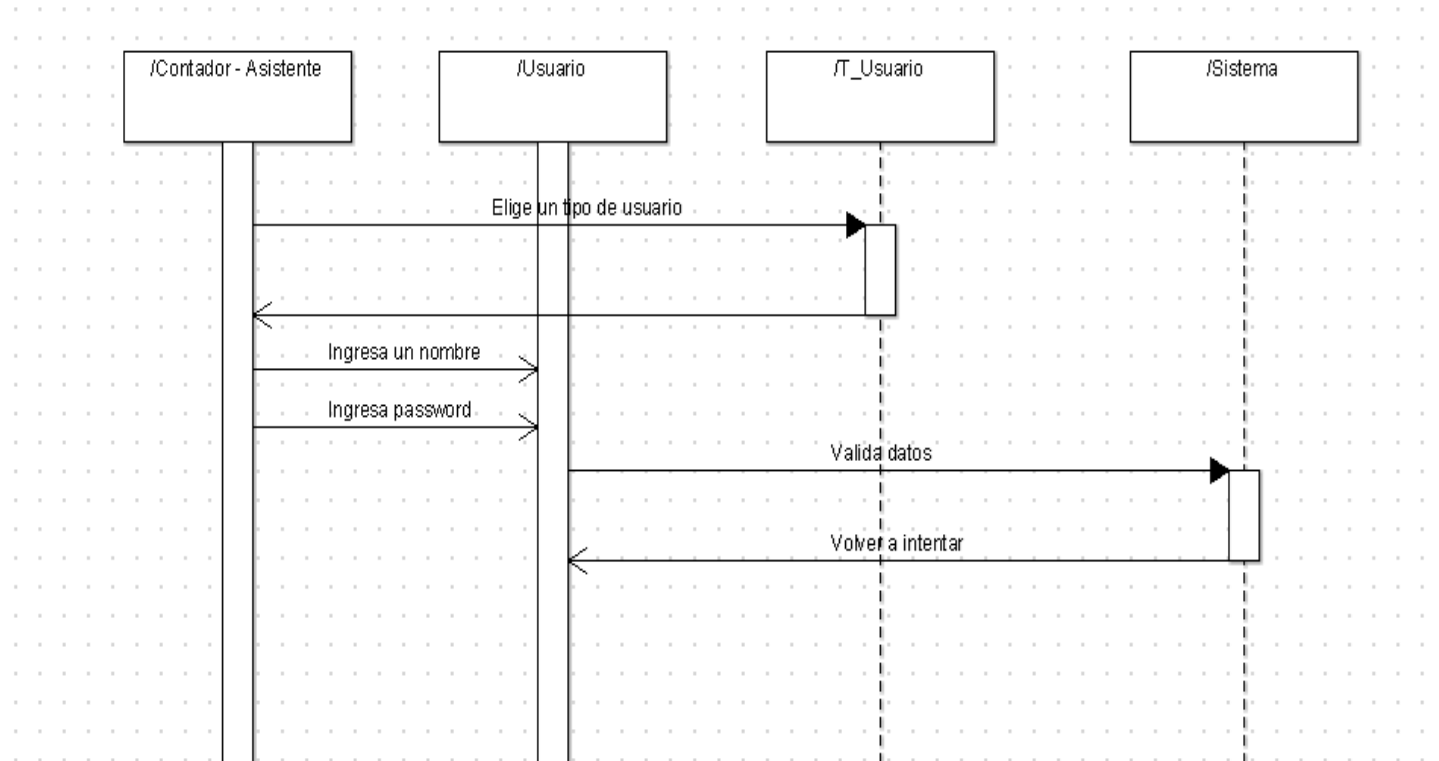 /Contador - Asistente
/Usuario
/T_Usuario
/Sistema
Elige un tipo de usuario
Ingresa un nombre
Ingresa password
Valida datos
Volver a intentar